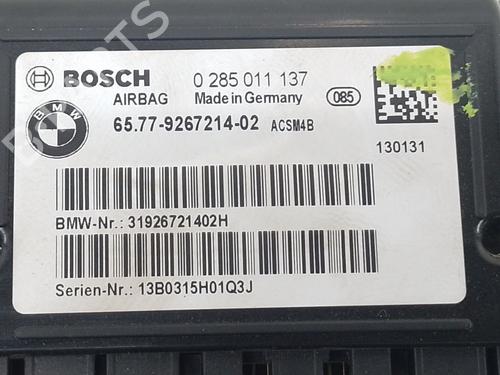 BOSCH 0 285 011 137
AIRBAG Made in Germany 085
BMW 65.77-9267214-02 ACSM4B
130131
BMW-Nr.: 31926721402H
Serien-Nr.: 13B0315H01Q3J